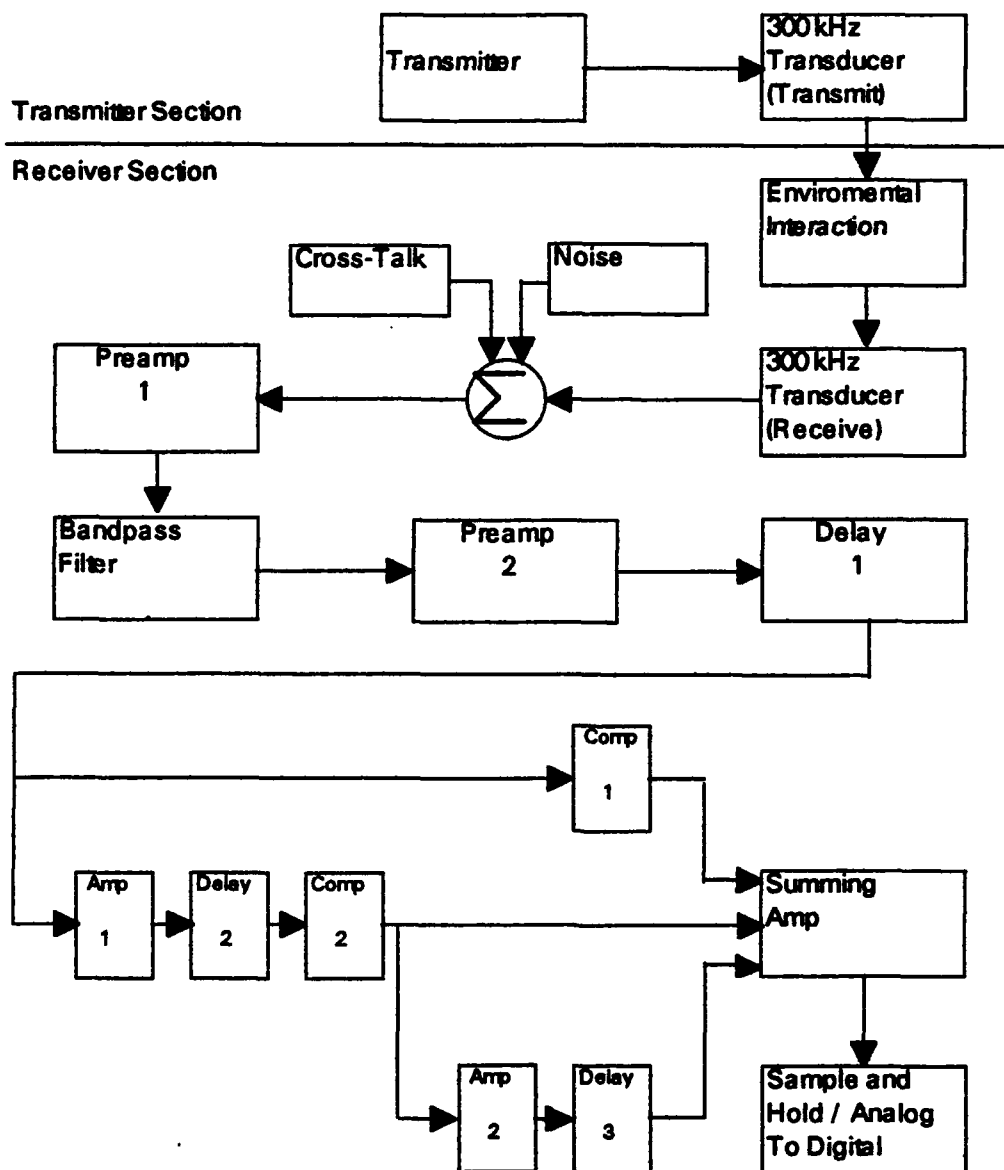 Transmitter
300 kHz
Transducer
(Transmit)
Transmitter Section
Receiver Section
Enviromental
Interaction
Cross-Talk
Noise
Preamp
1
Σ
300 kHz
Transducer
(Receive)
Bandpass
Filter
Preamp
2
Delay
1
Comp
1
Amp
1
Delay
2
Comp
2
Summing
Amp
Amp
2
Delay
3
Sample and
Hold / Analog
To Digital